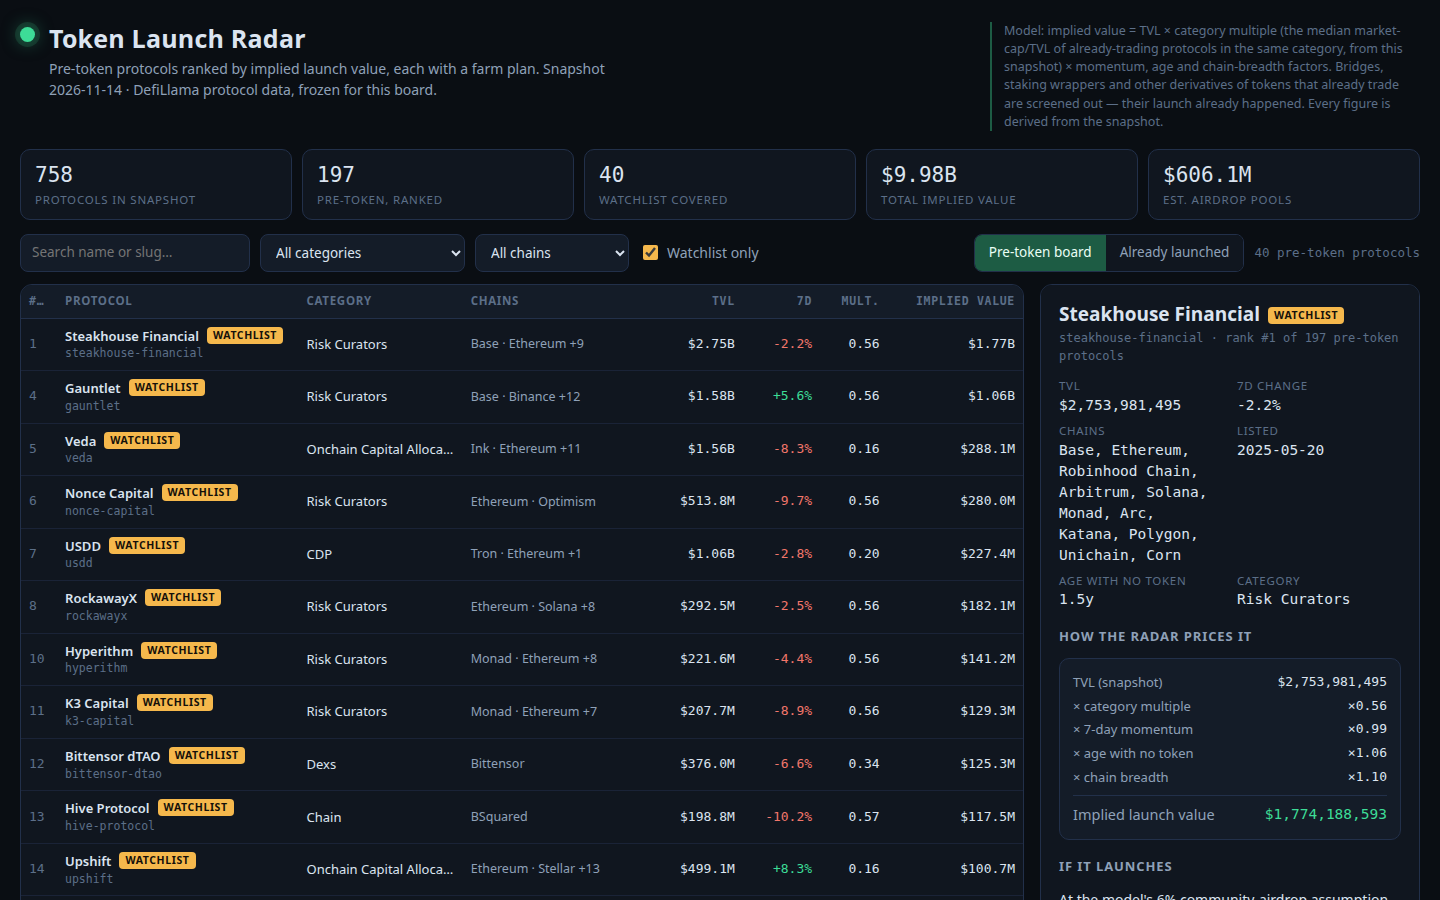 Token Launch Radar
Pre-token protocols ranked by implied launch value, each with a farm plan. Snapshot
2026-11-14 · DefiLlama protocol data, frozen for this board.
Model: implied value = TVL × category multiple (the median market-
cap/TVL of already-trading protocols in the same category, from this
snapshot) × momentum, age and chain-breadth factors. Bridges,
staking wrappers and other derivatives of tokens that already trade
are screened out — their launch already happened. Every figure is
derived from the snapshot.
758
PROTOCOLS IN SNAPSHOT
197
PRE-TOKEN, RANKED
40
WATCHLIST COVERED
$9.98B
TOTAL IMPLIED VALUE
$606.1M
EST. AIRDROP POOLS
Search name or slug... All categories All chains Watchlist only Pre-token board Already launched 40 pre-token protocols
#… PROTOCOL CATEGORY CHAINS TVL 7D MULT. IMPLIED VALUE
1 Steakhouse Financial WATCHLIST Risk Curators Base · Ethereum +9 $2.75B -2.2% 0.56 $1.77B
steakhouse-financial
4 Gauntlet WATCHLIST Risk Curators Base · Binance +12 $1.58B +5.6% 0.56 $1.06B
gauntlet
5 Veda WATCHLIST Onchain Capital Alloca... Ink · Ethereum +11 $1.56B -8.3% 0.16 $288.1M
veda
6 Nonce Capital WATCHLIST Risk Curators Ethereum · Optimism $513.8M -9.7% 0.56 $280.0M
nonce-capital
7 USDD WATCHLIST CDP Tron · Ethereum +1 $1.06B -2.8% 0.20 $227.4M
usdd
8 RockawayX WATCHLIST Risk Curators Ethereum · Solana +8 $292.5M -2.5% 0.56 $182.1M
rockawayx
10 Hyperithm WATCHLIST Risk Curators Monad · Ethereum +8 $221.6M -4.4% 0.56 $141.2M
hyperithm
11 K3 Capital WATCHLIST Risk Curators Monad · Ethereum +7 $207.7M -8.9% 0.56 $129.3M
k3-capital
12 Bittensor dTAO WATCHLIST Dexs Bittensor $376.0M -6.6% 0.34 $125.3M
bittensor-dtao
13 Hive Protocol WATCHLIST Chain BSquared $198.8M -10.2% 0.57 $117.5M
hive-protocol
14 Upshift WATCHLIST Onchain Capital Alloca... Ethereum · Stellar +13 $499.1M +8.3% 0.16 $100.7M
upshift
Steakhouse Financial WATCHLIST
steakhouse-financial · rank #1 of 197 pre-token
protocols
TVL 7D CHANGE
$2,753,981,495 -2.2%
CHAINS LISTED
Base, Ethereum, 2025-05-20
Robinhood Chain,
Arbitrum, Solana,
Monad, Arc,
Katana, Polygon,
Unichain, Corn
AGE WITH NO TOKEN CATEGORY
1.5y Risk Curators
HOW THE RADAR PRICES IT
TVL (snapshot) $2,753,981,495
× category multiple ×0.56
× 7-day momentum ×0.99
× age with no token ×1.06
× chain breadth ×1.10
Implied launch value $1,774,188,593
IF IT LAUNCHES
At the model's 6% community airdrop assumption,